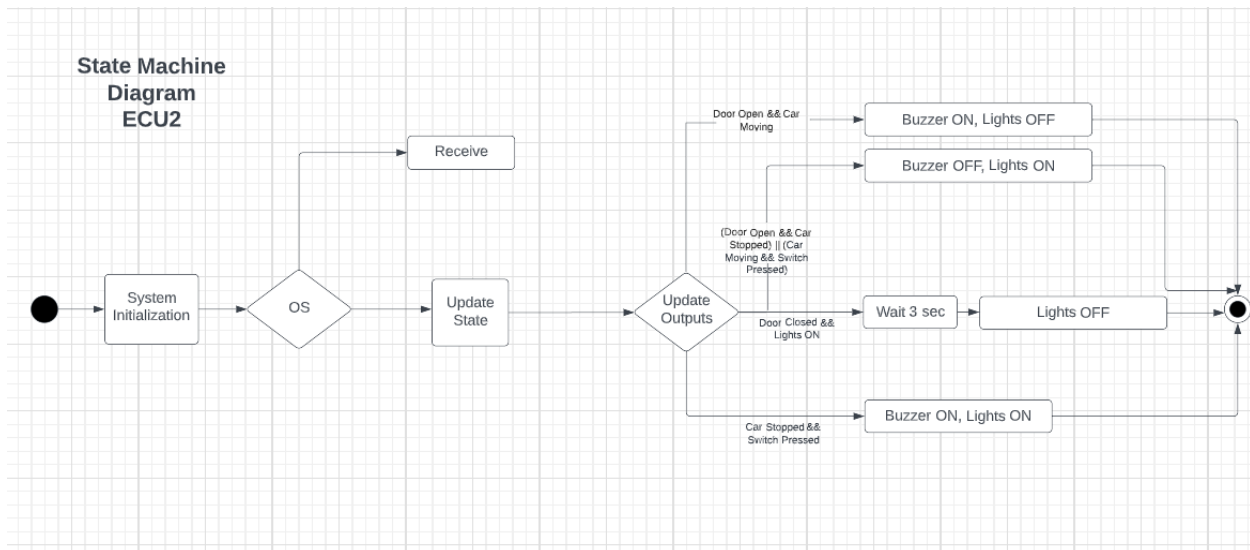 State Machine
Diagram
ECU2
Receive
System
Initialization
OS
Update
State
Update
Outputs
Door Open && Car
Moving
Buzzer ON, Lights OFF
(Door Open && Car
Stopped) || (Car
Moving && Switch
Pressed)
Buzzer OFF, Lights ON
Door Closed &&
Lights ON
Wait 3 sec
Lights OFF
Car Stopped &&
Switch Pressed
Buzzer ON, Lights ON